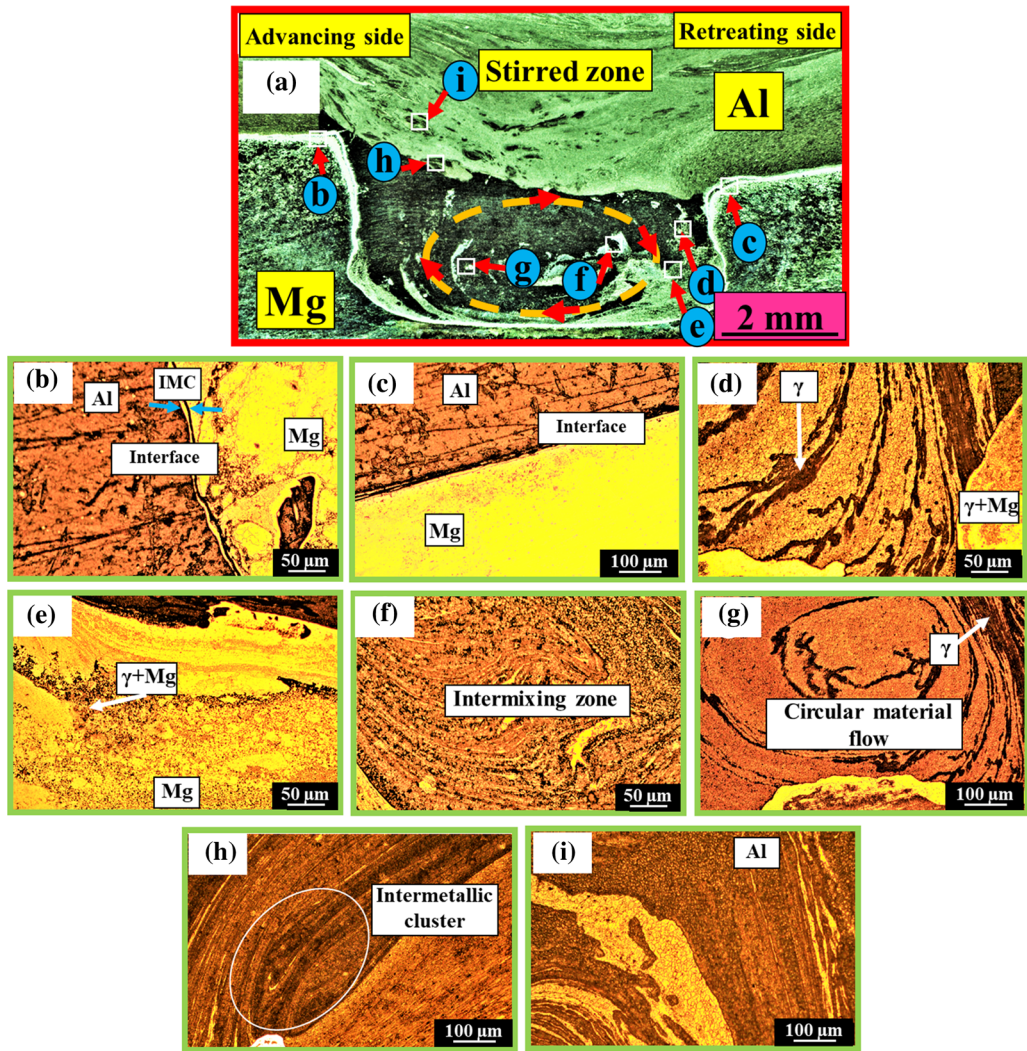 Advancing side
Retreating side
(a)
Stirred zone
i
Al
h
b
c
g
f
d
Mg
e
2 mm
(b)
IMC
Al
Mg
Interface
50 µm
(c)
Al
Interface
Mg
100 µm
(d)
γ
γ+Mg
50 µm
(e)
γ+Mg
Mg
50 µm
(f)
Intermixing zone
50 µm
(g)
γ
Circular material
flow
100 µm
(h)
Intermetallic
cluster
100 µm
(i)
Al
100 µm